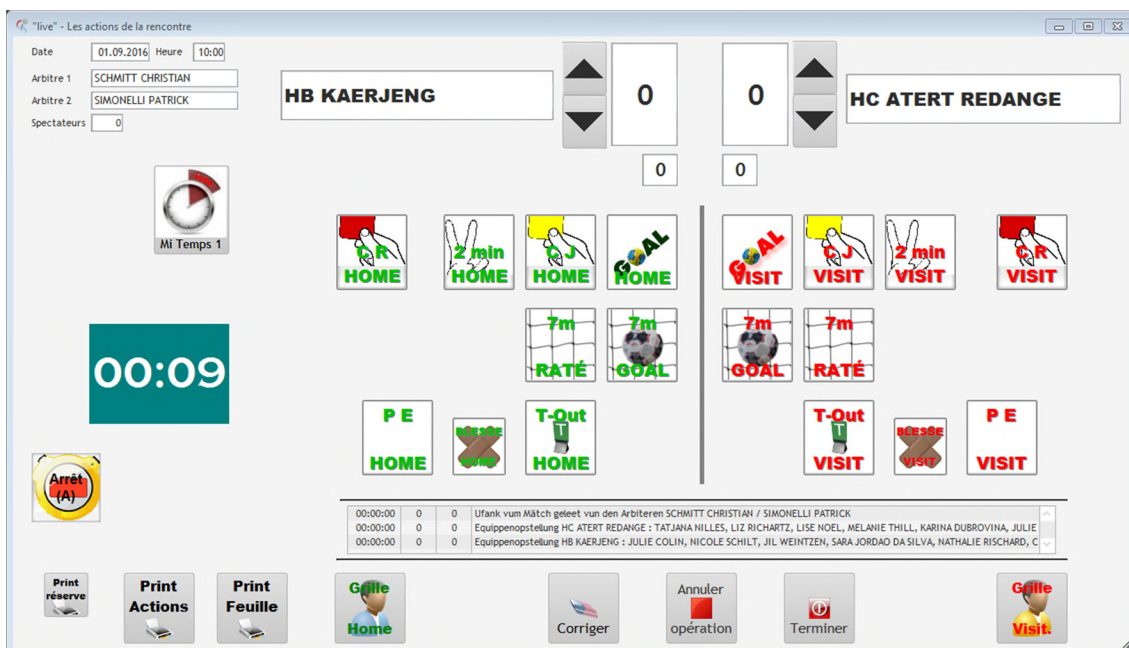 "live" - Les actions de la rencontre
Date 01.09.2016 Heure 10:00
Arbitre 1 SCHMITT CHRISTIAN
Arbitre 2 SIMONELLI PATRICK
Spectateurs 0
HB KAERJENG
0
0
HC ATERT REDANGE
0
0
Mi Temps 1
C R
HOME
2 min
HOME
C J
HOME
GOAL
HOME
GOAL
VISIT
C J
VISIT
2 min
VISIT
C R
VISIT
00:09
7m
RATÉ
7m
GOAL
7m
GOAL
7m
RATÉ
P E
HOME
BLESSE
HOME
T-Out
T
HOME
T-Out
T
VISIT
BLESSE
VISIT
P E
VISIT
Arrêt
(A)
00:00:00 0 0 Ufank vum Mätch geleet vun den Arbiteren SCHMITT CHRISTIAN / SIMONELLI PATRICK
00:00:00 0 0 Equippenopstellung HC ATERT REDANGE : TATJANA NILLES, LIZ RICHARTZ, LISE NOEL, MELANIE THILL, KARINA DUBROVINA, JULIE
00:00:00 0 0 Equippenopstellung HB KAERJENG : JULIE COLIN, NICOLE SCHILT, JIL WEINTZEN, SARA JORDAO DA SILVA, NATHALIE RISCHARD, C
Print
réserve
Print
Actions
Print
Feuille
Grille
Home
Corriger
Annuler
opération
Terminer
Grille
Visit.